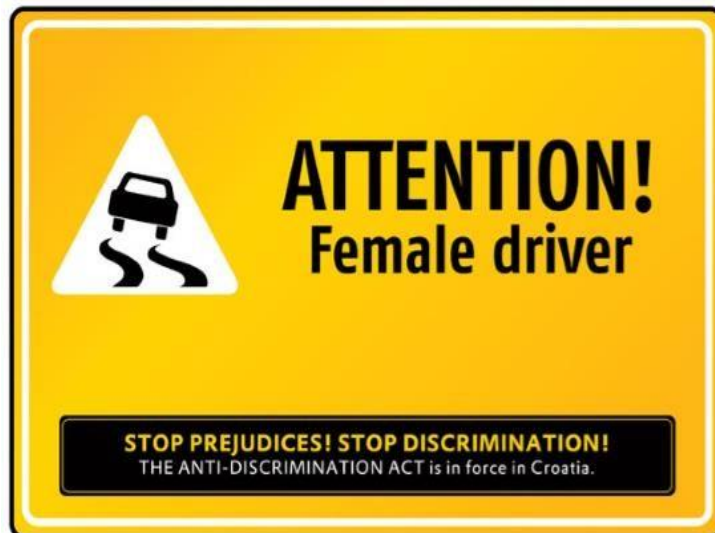 ATTENTION!
Female driver
STOP PREJUDICES! STOP DISCRIMINATION!
THE ANTI-DISCRIMINATION ACT is in force in Croatia.